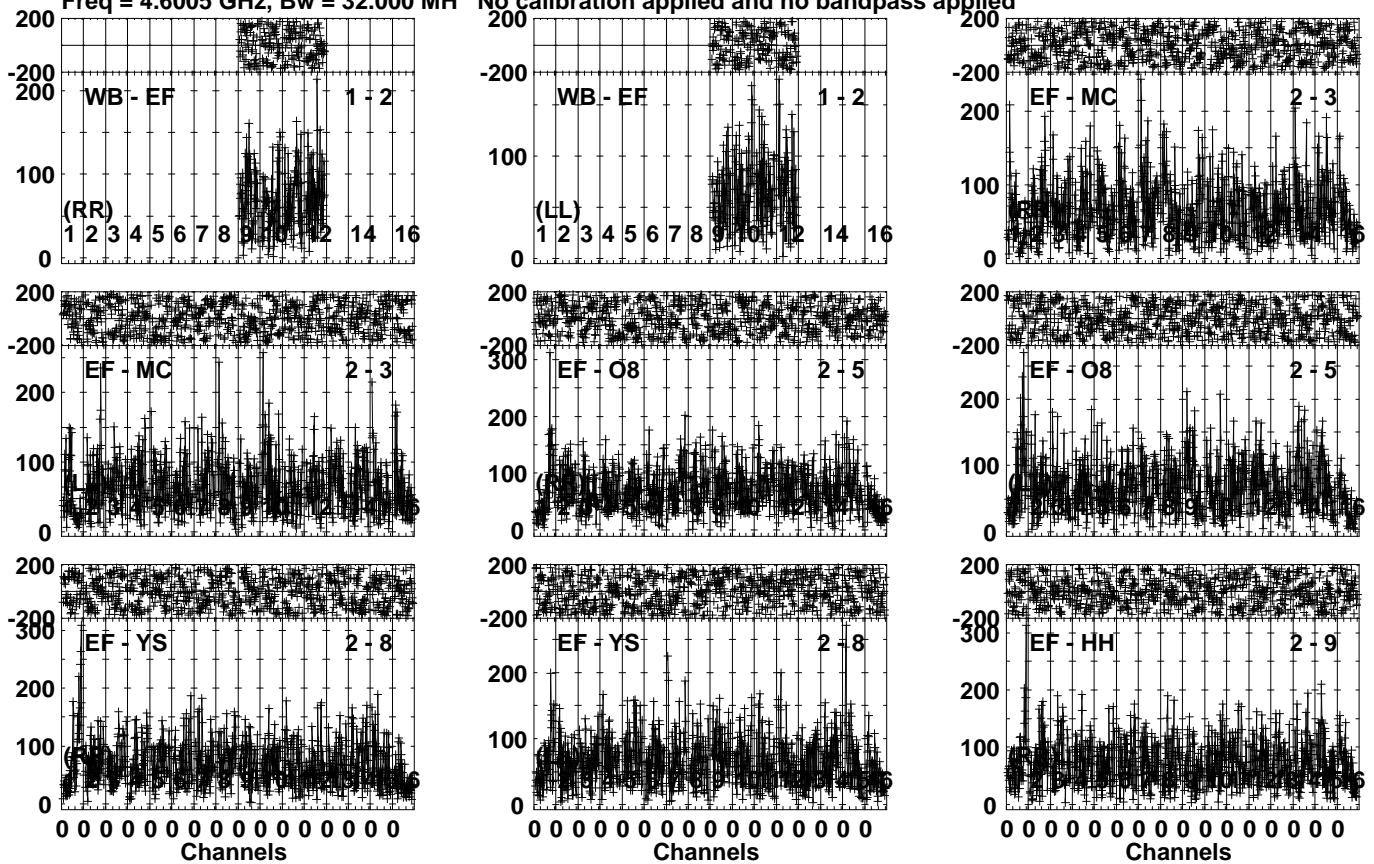 Freq = 4.6005 GHz, Bw = 32.000 MH No calibration applied and no bandpass applied
200 200 200
-200 -200
200 WB - EF 1 - 2 WB - EF 1 - 2 200 EF - MC 2 - 3
100 100 100
(RR) (LL)
1 2 3 4 5 6 7 8 9 10 12 14 16 1 2 3 4 5 6 7 8 9 10 12 14 16
0 0 0
200 200 200
-200 -200 -200
EF - MC 2 - 3 300 EF - O8 2 - 5 EF - O8 2 - 5
200 200 200
100 100 100
0 0 0
200 200 200
-200 -200 -200
300 EF - YS 2 - 8 EF - YS 2 - 8 300 EF - HH 2 - 9
200 200 200
100 100 100
0 0 0
0 0 0 0 0 0 0 0 0 0 0 0 0 0 0 0 0 0 0 0 0 0 0 0 0 0 0 0 0 0 0 0 0 0 0 0 0 0 0 0 0 0 0 0 0 0 0 0
Channels Channels Channels